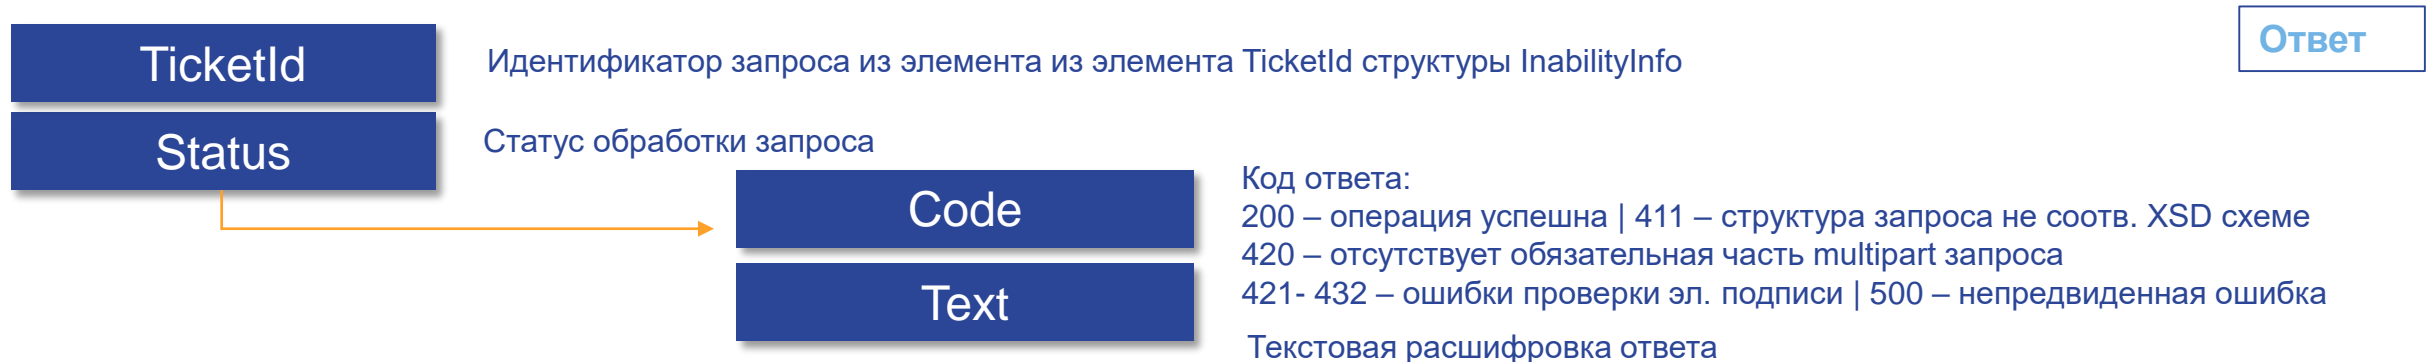 Ответ
TicketId
Идентификатор запроса из элемента из элемента TicketId структуры InabilityInfo
Status
Статус обработки запроса
Code
Код ответа:
200 – операция успешна | 411 – структура запроса не соотв. XSD схеме
420 – отсутствует обязательная часть multipart запроса
421- 432 – ошибки проверки эл. подписи | 500 – непредвиденная ошибка
Text
Текстовая расшифровка ответа